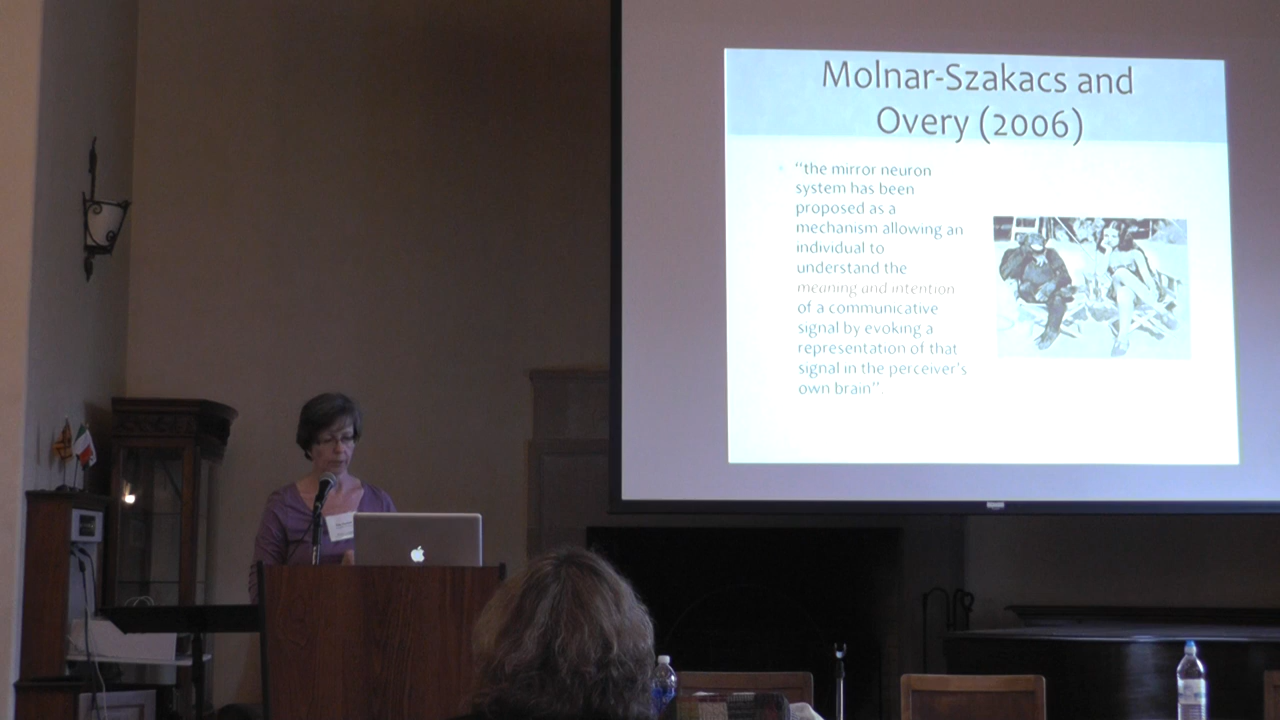 Molnar-Szakacs and
Overy (2006)
“the mirror neuron
system has been
proposed as a
mechanism allowing an
individual to
understand the
meaning and intention
of a communicative
signal by evoking a
representation of that
signal in the perceiver’s
own brain”.